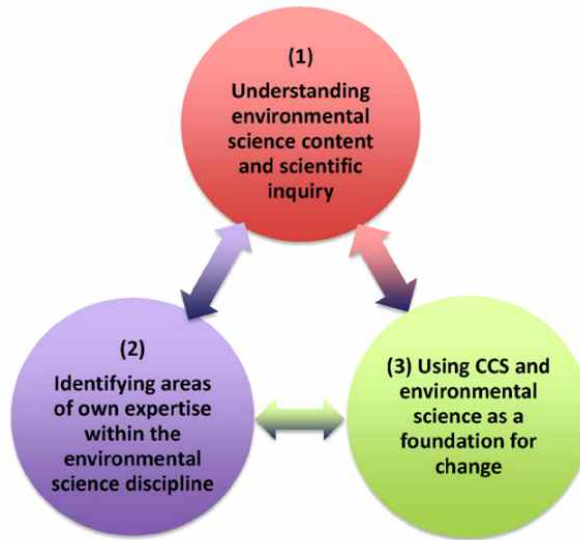 (1)
Understanding
environmental
science content
and scientific
inquiry
(2)
Identifying areas
of own expertise
within the
environmental
science discipline
(3) Using CCS and
environmental
science as a
foundation for
change